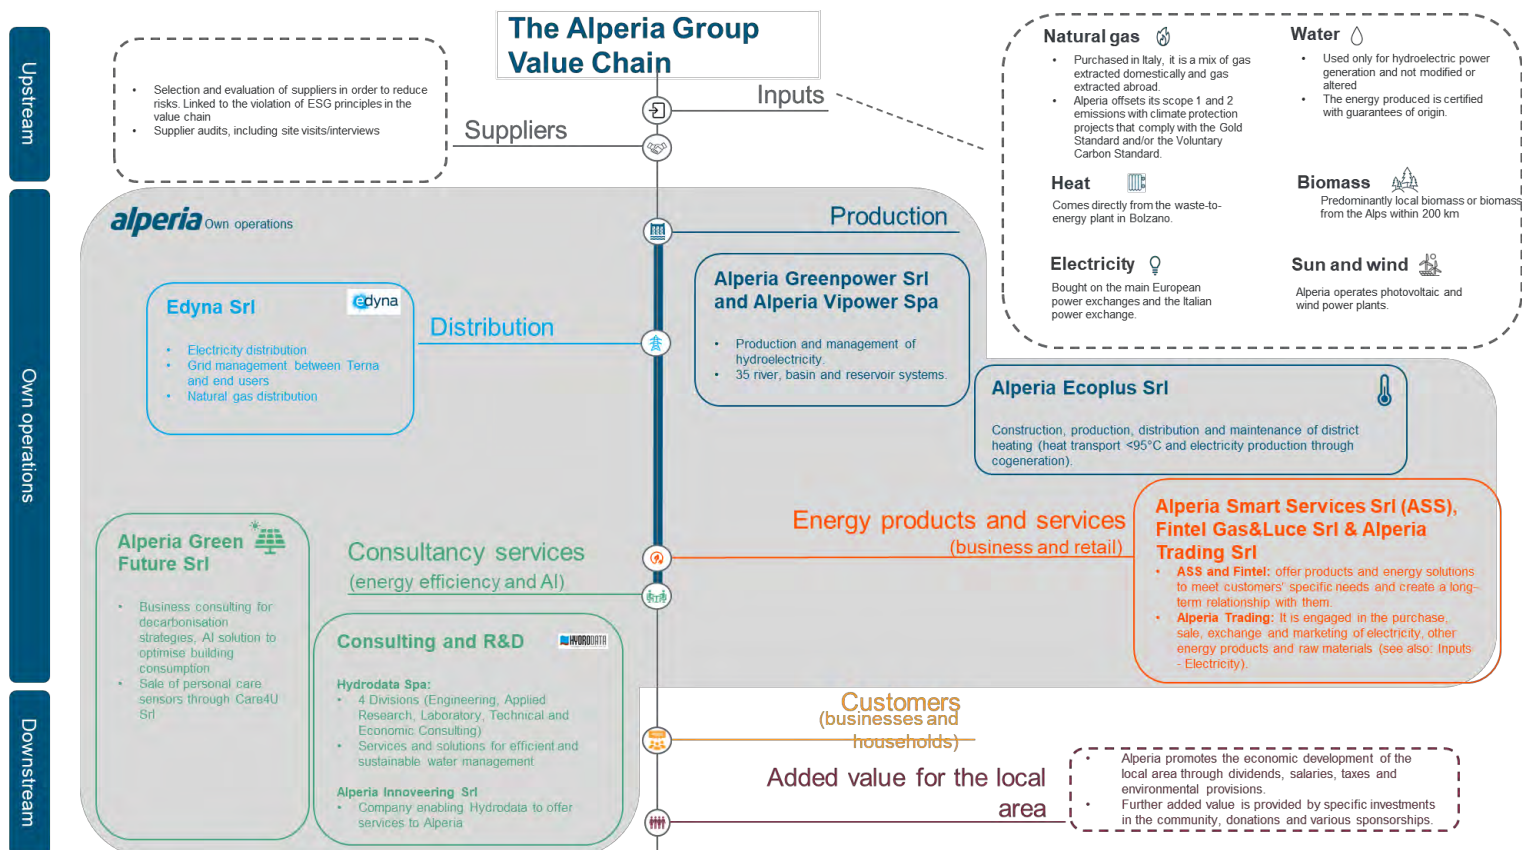 The Alperia Group
Value Chain
Upstream
Own operations
Downstream
• Selection and evaluation of suppliers in order to reduce
risks. Linked to the violation of ESG principles in the
value chain
• Supplier audits, including site visits/interviews
Inputs
Suppliers
Natural gas
• Purchased in Italy, it is a mix of gas
extracted domestically and gas
extracted abroad.
• Alperia offsets its scope 1 and 2
emissions with climate protection
projects that comply with the Gold
Standard and/or the Voluntary
Carbon Standard.
Water
• Used only for hydroelectric power
generation and not modified or
altered
• The energy produced is certified
with guarantees of origin.
Heat
Comes directly from the waste-to-
energy plant in Bolzano.
Biomass
Predominantly local biomass or biomass
from the Alps within 200 km
Electricity
Bought on the main European
power exchanges and the Italian
power exchange.
Sun and wind
Alperia operates photovoltaic and
wind power plants.
alperia Own operations
Production
Alperia Greenpower Srl
and Alperia Vipower Spa
• Production and management of
hydroelectricity.
• 35 river, basin and reservoir systems.
Edyna Srl
edyna
• Electricity distribution
• Grid management between Terna
and end users
• Natural gas distribution
Distribution
Alperia Ecoplus Srl
Construction, production, distribution and maintenance of district
heating (heat transport <95°C and electricity production through
cogeneration).
Energy products and services
(business and retail)
Alperia Smart Services Srl (ASS),
Fintel Gas&Luce Srl & Alperia
Trading Srl
• ASS and Fintel: offer products and energy solutions
to meet customers' specific needs and create a long–
term relationship with them.
• Alperia Trading: It is engaged in the purchase,
sale, exchange and marketing of electricity, other
energy products and raw materials (see also: Inputs
- Electricity).
Consultancy services
(energy efficiency and AI)
Alperia Green
Future Srl
• Business consulting for
decarbonisation
strategies, AI solution to
optimise building
consumption
• Sale of personal care
sensors through Care4U
Srl
Consulting and R&D
HYDRODATA
Hydrodata Spa:
• 4 Divisions (Engineering, Applied
Research, Laboratory, Technical and
Economic Consulting)
• Services and solutions for efficient and
sustainable water management
Alperia Innoveering Srl
• Company enabling Hydrodata to offer
services to Alperia
Customers
(businesses and
households)
Added value for the local
area
• Alperia promotes the economic development of the
local area through dividends, salaries, taxes and
environmental provisions.
• Further added value is provided by specific investments
in the community, donations and various sponsorships.